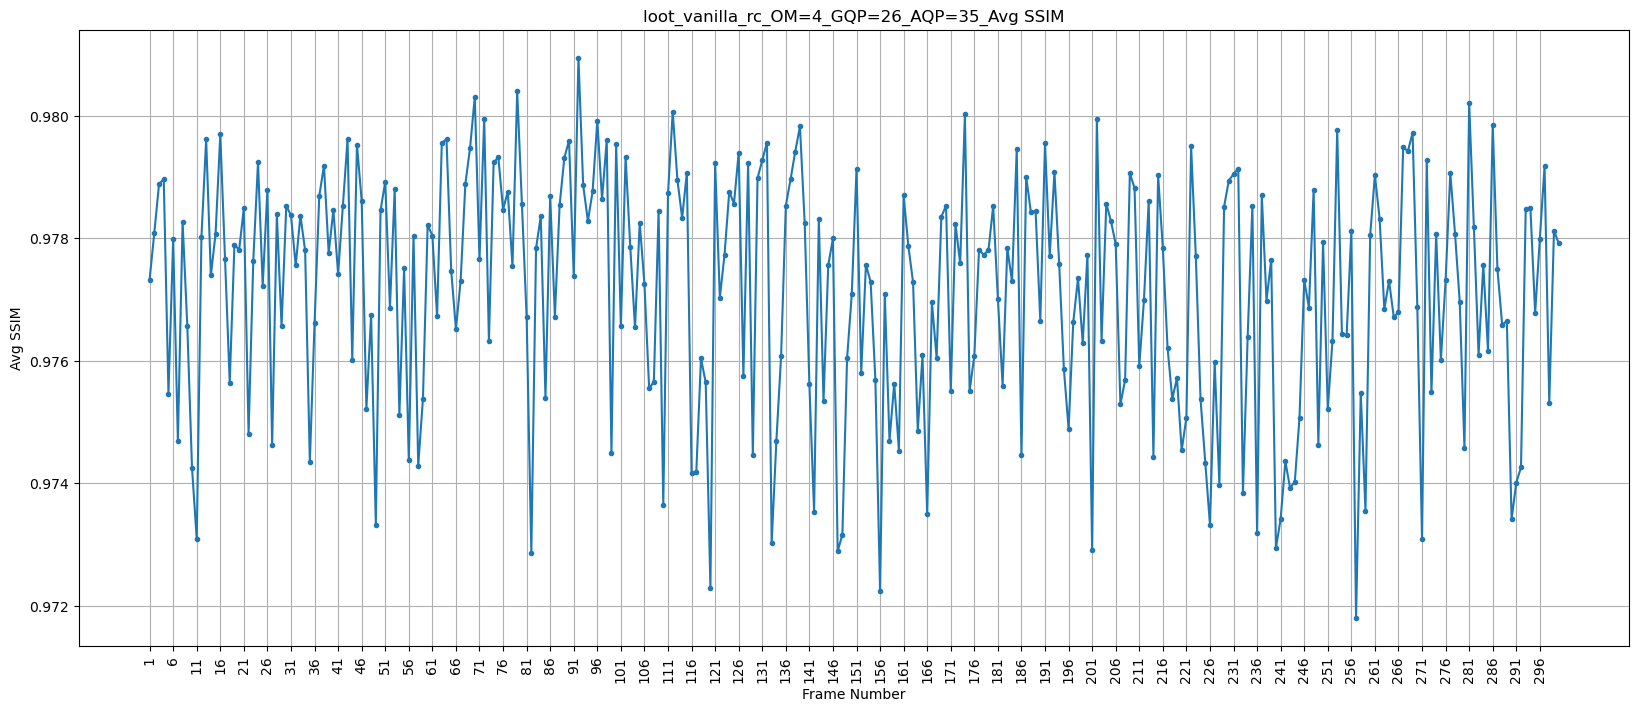 loot_vanilla_rc_OM=4_GQP=26_AQP=35_Avg SSIM
0.980
0.978
0.976
0.974
0.972
Avg SSIM
1 6 11 16 21 26 31 36 41 46 51 56 61 66 71 76 81 86 91 96 101 106 111 116 121 126 131 136 141 146 151 156 161 166 171 176 181 186 191 196 201 206 211 216 221 226 231 236 241 246 251 256 261 266 271 276 281 286 291 296
Frame Number